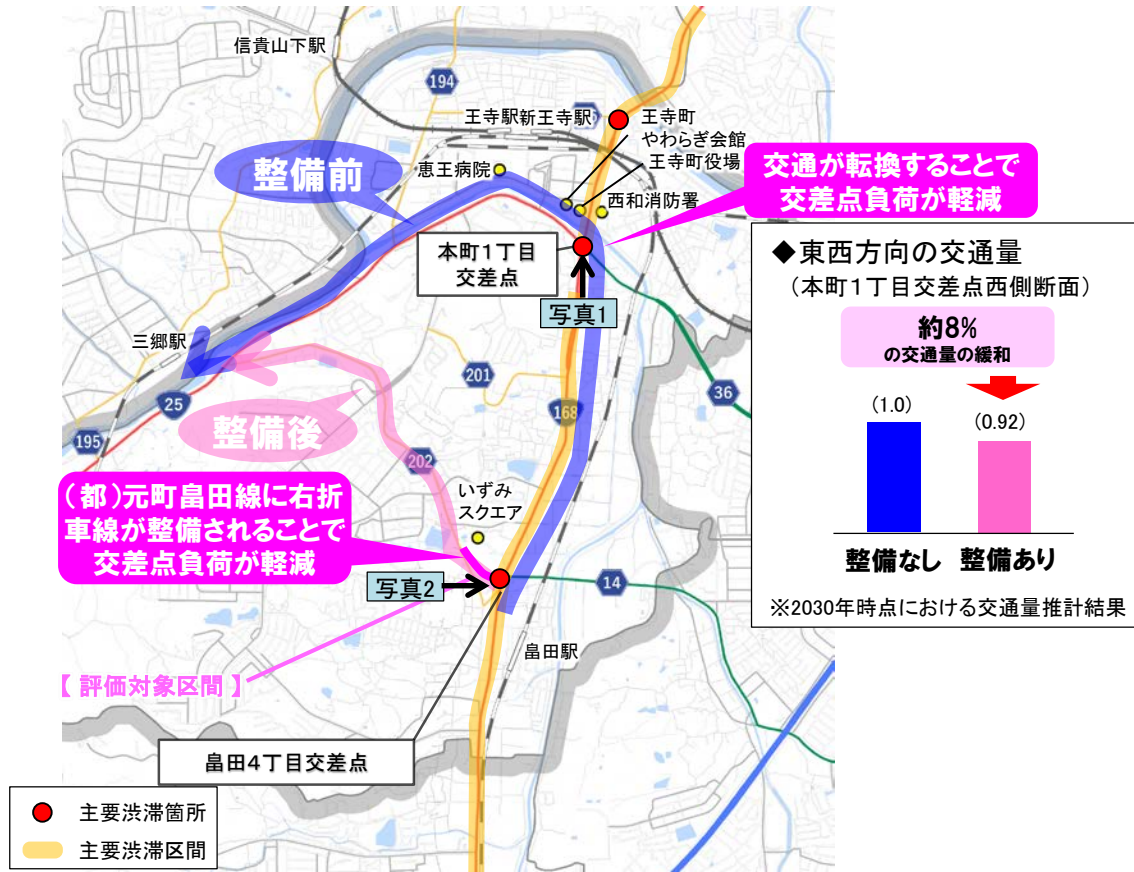 信貴山下駅
194
王寺駅
新王寺駅
王寺町
やわらぎ会館
王寺町役場
整備前
恵王病院
西和消防署
交通が転換することで
交差点負荷が軽減
本町1丁目
交差点
写真1
三郷駅
25
195
201
168
36
整備後
202
(都)元町畠田線に右折
車線が整備されることで
交差点負荷が軽減
いずみ
スクエア
写真2
14
畠田駅
【 評価対象区間 】
畠田4丁目交差点
主要渋滞箇所
主要渋滞区間
◆東西方向の交通量
(本町1丁目交差点西側断面)
約8%
の交通量の緩和
(1.0)
(0.92)
整備なし
整備あり
※2030年時点における交通量推計結果